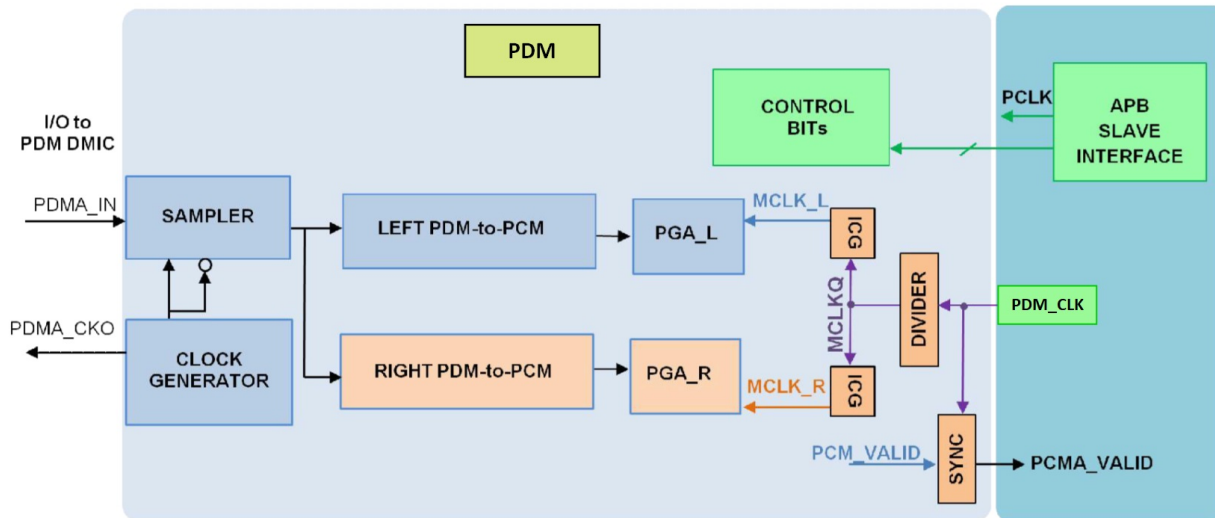 PDM
I/O to
PDM DMIC
CONTROL
BITs
PCLK
APB
SLAVE
INTERFACE
PDMA_IN
SAMPLER
LEFT PDM-to-PCM
PGA_L
MCLK_L
ICG
MCLKQ
DIVIDER
PDM_CLK
PDMA_CKO
CLOCK
GENERATOR
RIGHT PDM-to-PCM
PGA_R
MCLK_R
ICG
PCM_VALID
SYNC
PCMA_VALID